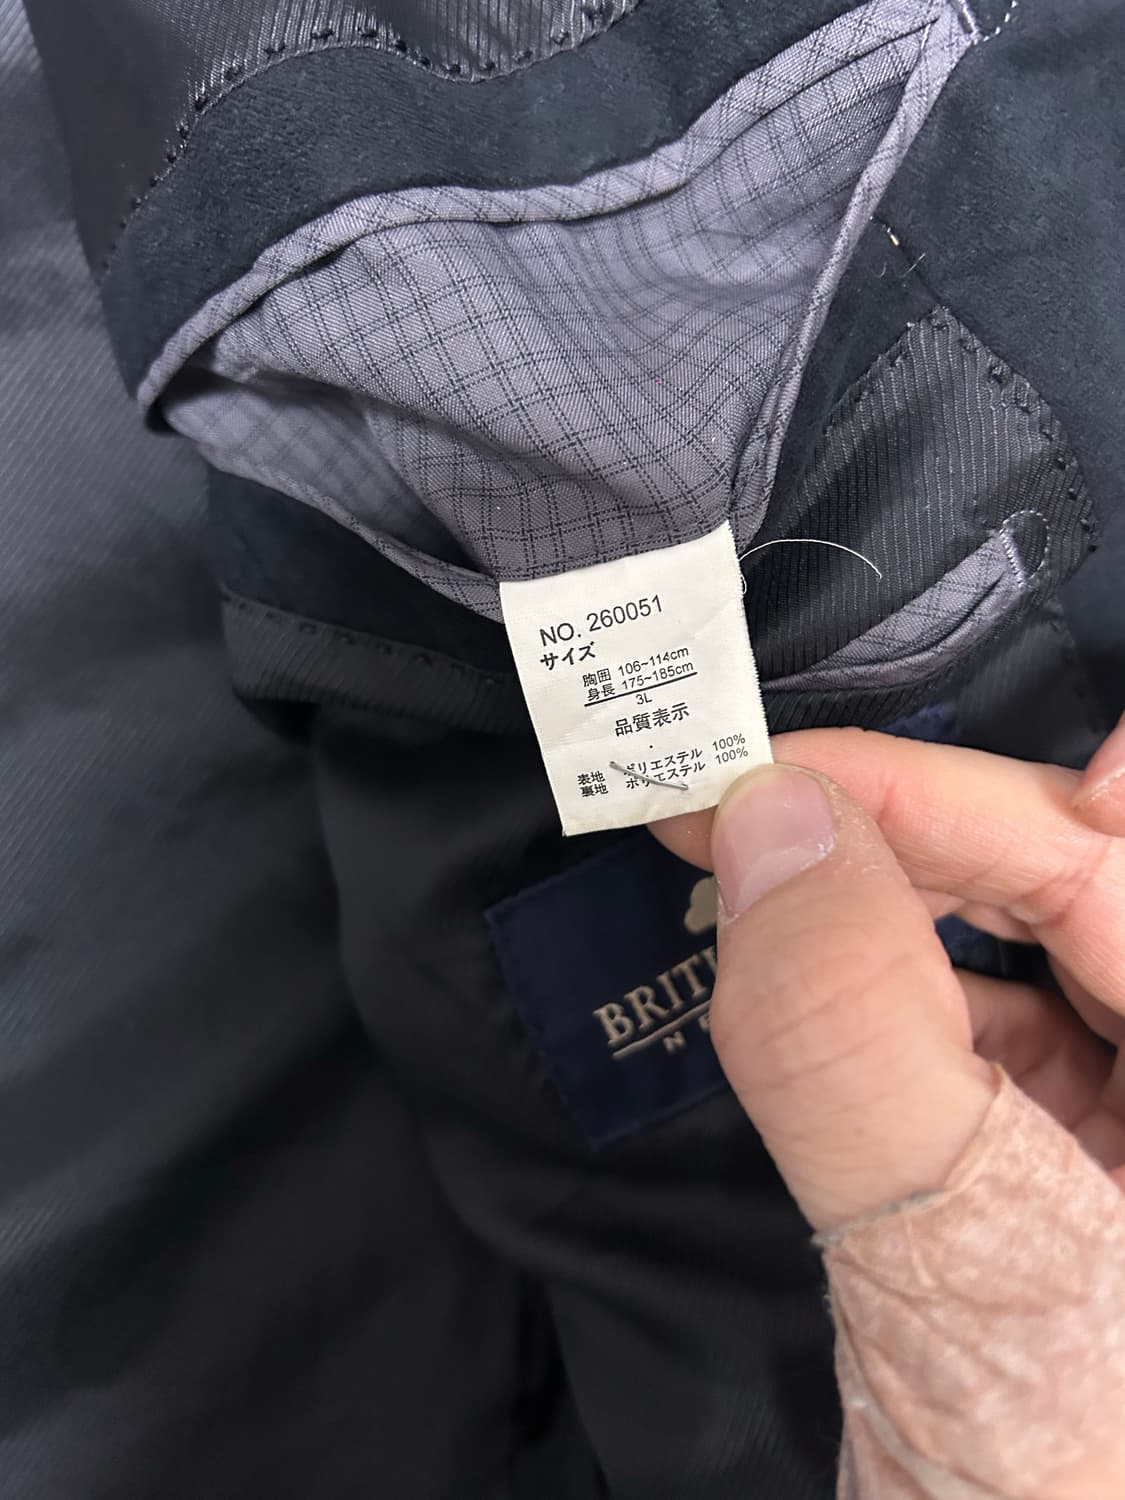 NO. 260051
サイズ
胸囲 106~114cm
身長 175~185cm
3L
品質表示
表地 ポリエステル 100%
裏地 ポリエステル 100%
BRITI
N